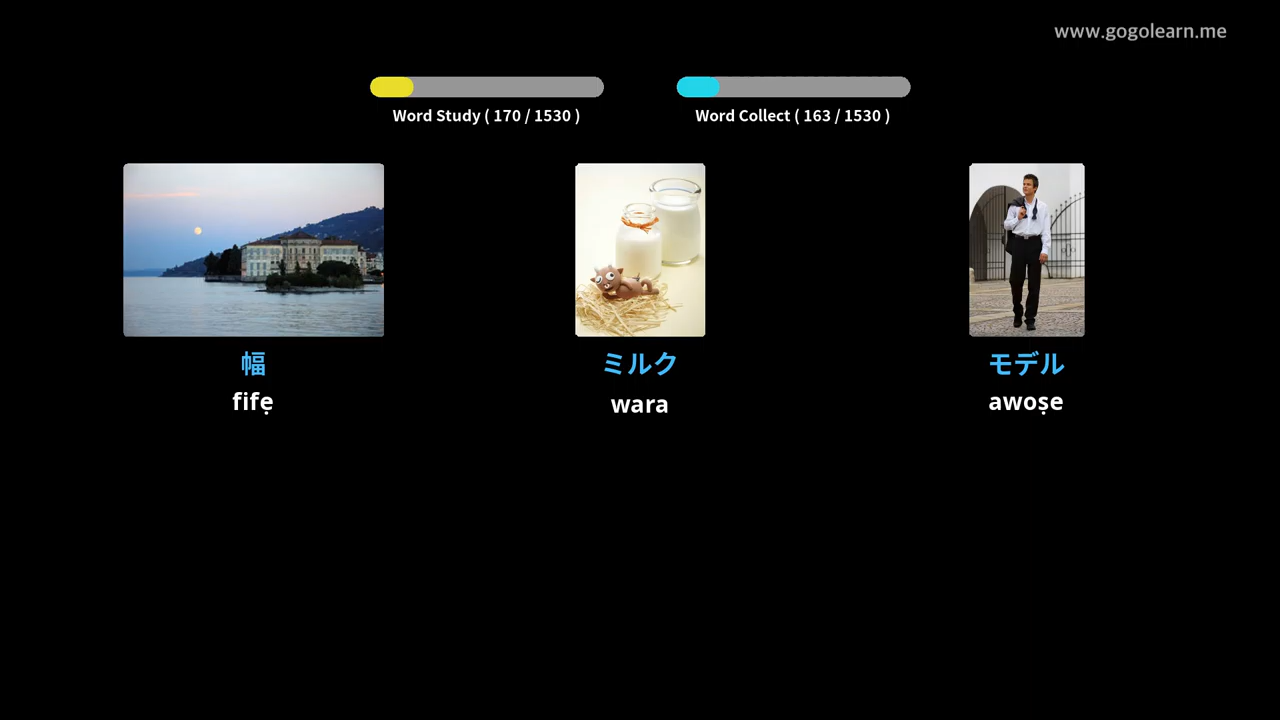 www.gogolearn.me
Word Study ( 170 / 1530 )
Word Collect ( 163 / 1530 )
幅
ミルク
モデル
fifẹ
wara
awoṣe